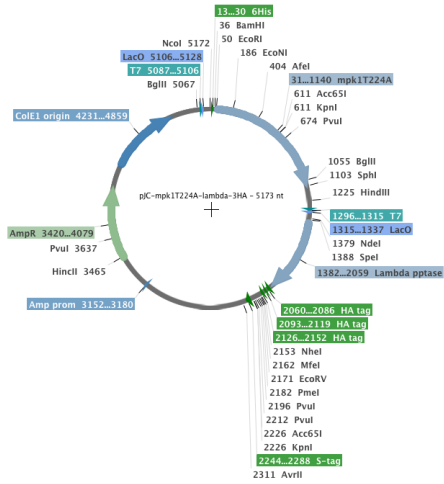 13...30 6His
36 BamHI
50 EcoRI
186 EcoNI
404 AfeI
31...1140 mpk1T224A
611 Acc65I
611 KpnI
674 PvuI
1055 BglII
1103 SphI
1225 HindIII
1296...1315 T7
1315...1337 LacO
1379 NdeI
1388 SpeI
1382...2059 Lambda pptase
2060...2086 HA tag
2093...2119 HA tag
2126...2152 HA tag
2153 NheI
2162 MfeI
2171 EcoRV
2182 PmeI
2196 PvuI
2212 PvuI
2226 Acc65I
2226 KpnI
2244...2288 S-tag
2311 AvrII
Amp prom 3152...3180
HincII 3465
PvuI 3637
AmpR 3420...4079
ColE1 origin 4231...4859
BglII 5067
T7 5087...5106
LacO 5106...5128
NcoI 5172
pJC-mpk1T224A-lambda-3HA - 5173 nt